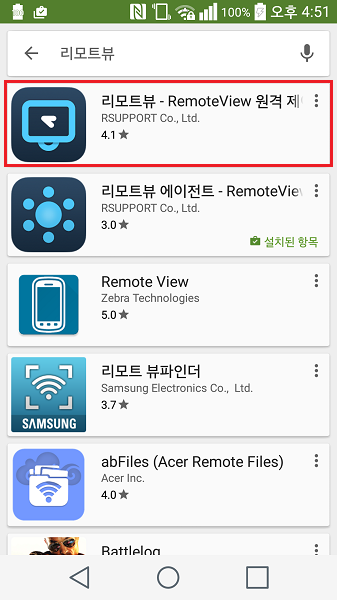 100% 오후 4:51
리모트뷰
리모트뷰 - RemoteView 원격 제
RSUPPORT Co., Ltd.
4.1★
리모트뷰 에이전트 - RemoteView
RSUPPORT Co., Ltd.
3.0★
설치된 항목
Remote View
Zebra Technologies
5.0★
리모트 뷰파인더
Samsung Electronics Co., Ltd.
3.7★
SAMSUNG
abFiles (Acer Remote Files)
Acer Inc.
4.0★
Battlelog